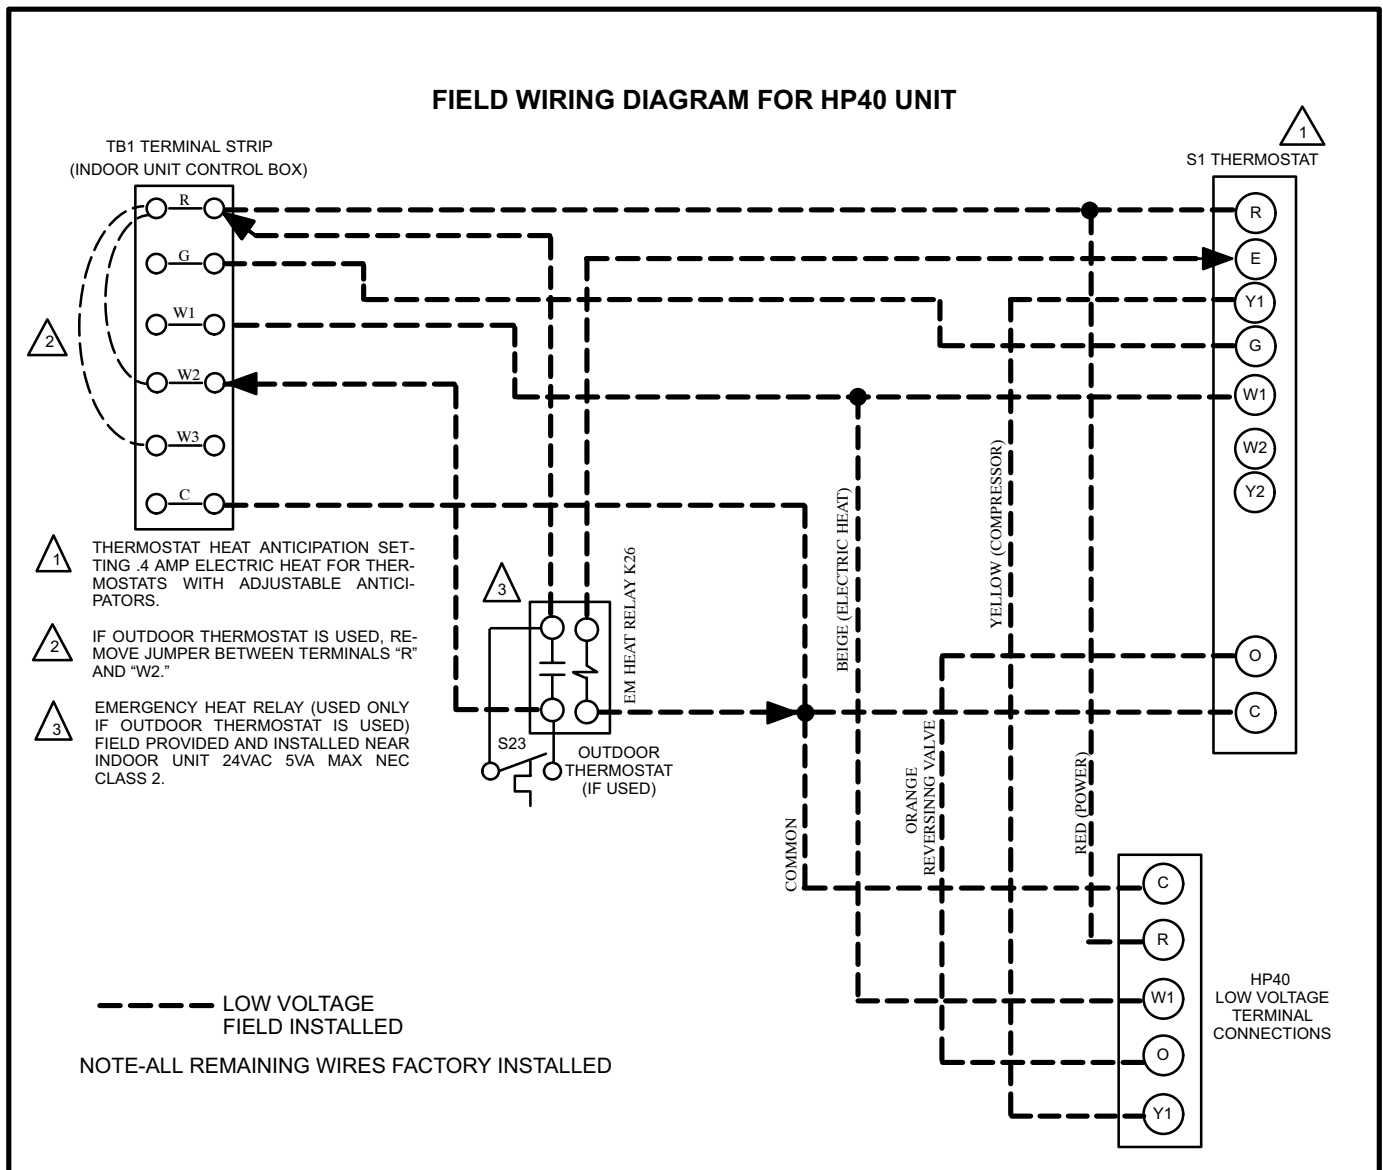 FIELD WIRING DIAGRAM FOR HP40 UNIT
TB1 TERMINAL STRIP
(INDOOR UNIT CONTROL BOX)
R
G
W1
W2
W3
C
2
1
S1 THERMOSTAT
R
E
Y1
G
W1
W2
Y2
O
C
1
THERMOSTAT HEAT ANTICIPATION SET-
TING .4 AMP ELECTRIC HEAT FOR THER-
MOSTATS WITH ADJUSTABLE ANTICI-
PATORS.
2
IF OUTDOOR THERMOSTAT IS USED, RE-
MOVE JUMPER BETWEEN TERMINALS “R”
AND “W2.”
3
EMERGENCY HEAT RELAY (USED ONLY
IF OUTDOOR THERMOSTAT IS USED)
FIELD PROVIDED AND INSTALLED NEAR
INDOOR UNIT 24VAC 5VA MAX NEC
CLASS 2.
3
EM HEAT RELAY K26
S23
OUTDOOR
THERMOSTAT
(IF USED)
COMMON
BEIGE (ELECTRIC HEAT)
ORANGE
REVERSINING VALVE
YELLOW (COMPRESSOR)
RED (POWER)
C
R
W1
O
Y1
HP40
LOW VOLTAGE
TERMINAL
CONNECTIONS
LOW VOLTAGE
FIELD INSTALLED
NOTE-ALL REMAINING WIRES FACTORY INSTALLED